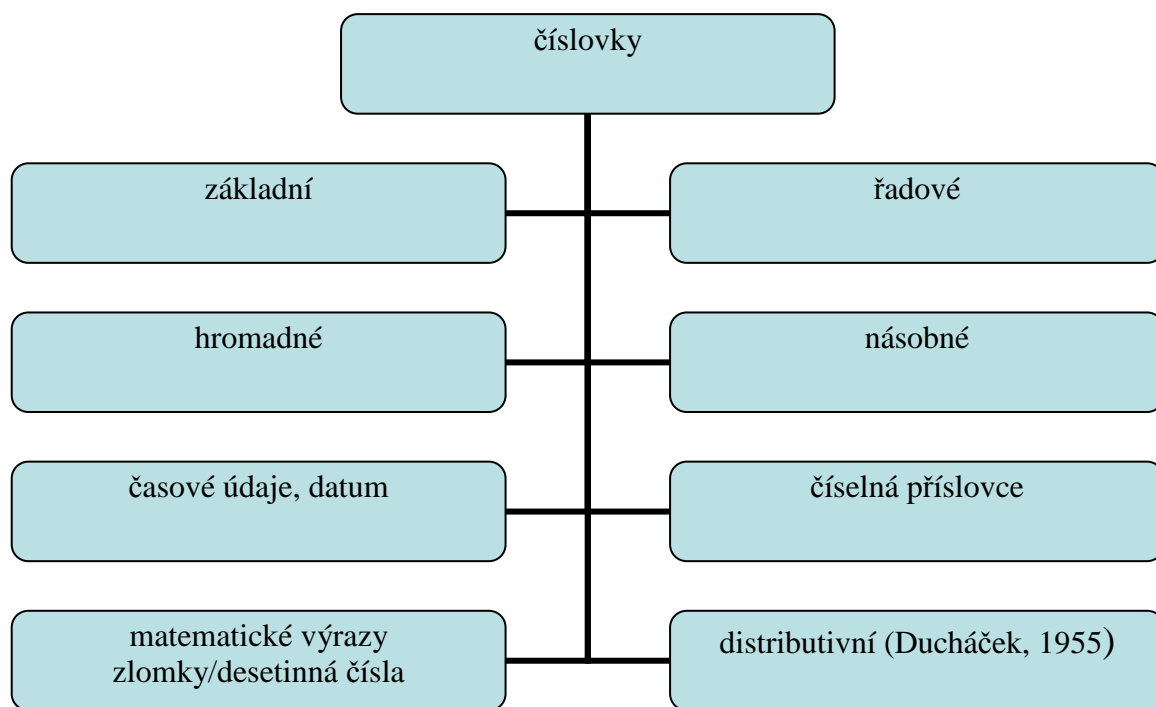 číslovky
základní
řadové
hromadné
násobné
časové údaje, datum
číselná příslovce
matematické výrazy
zlomky/desetinná čísla
distributivní (Ducháček, 1955)